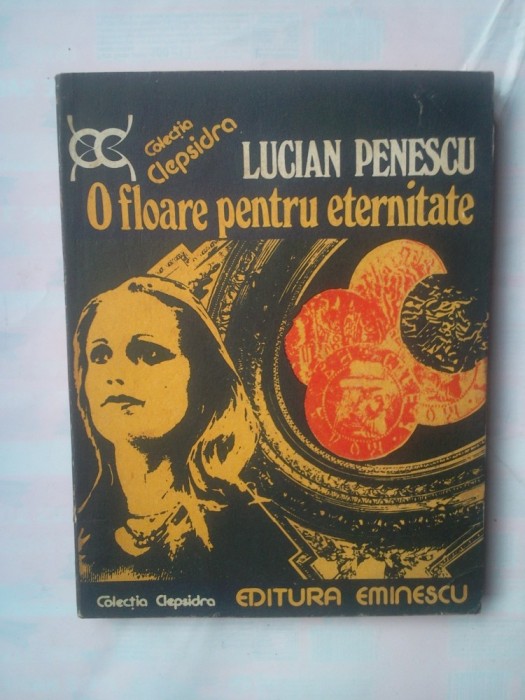 Colecția
Clepsidra
LUCIAN PENESCU
O floare pentru eternitate
Colecția Clepsidra
EDITURA EMINESCU